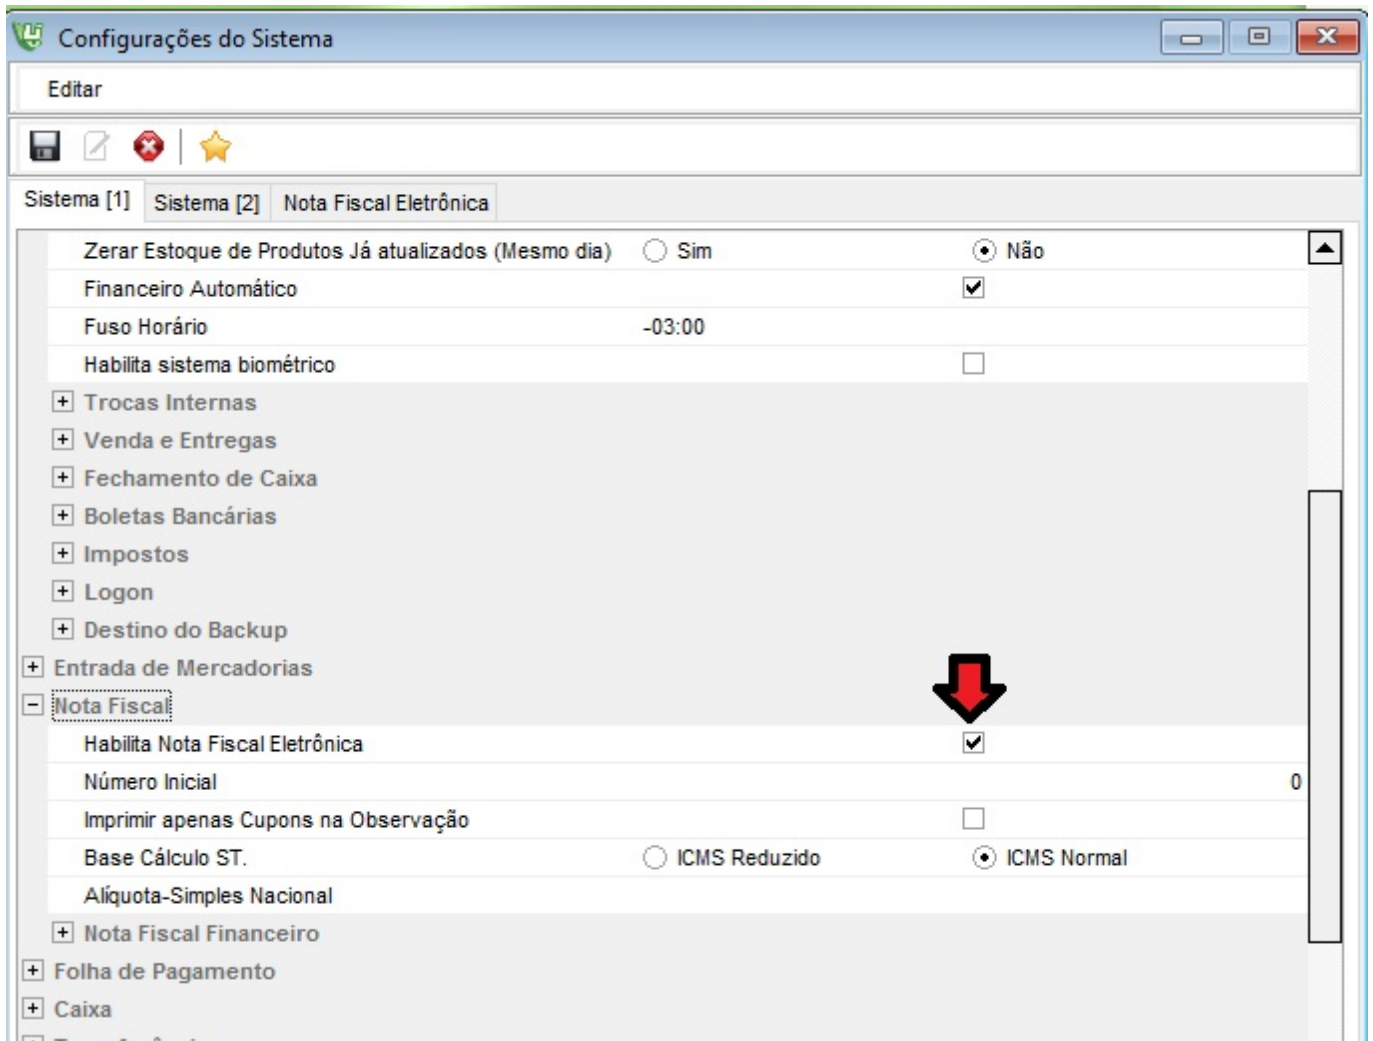 Configurações do Sistema
Editar
Sistema [1] Sistema [2] Nota Fiscal Eletrônica
Zerar Estoque de Produtos Já atualizados (Mesmo dia) Sim Não
Financeiro Automático
Fuso Horário -03:00
Habilita sistema biométrico
Trocas Internas
Venda e Entregas
Fechamento de Caixa
Boletas Bancárias
Impostos
Logon
Destino do Backup
Entrada de Mercadorias
Nota Fiscal
Habilita Nota Fiscal Eletrônica
Número Inicial 0
Imprimir apenas Cupons na Observação
Base Cálculo ST. ICMS Reduzido ICMS Normal
Alíquota-Simples Nacional
Nota Fiscal Financeiro
Folha de Pagamento
Caixa